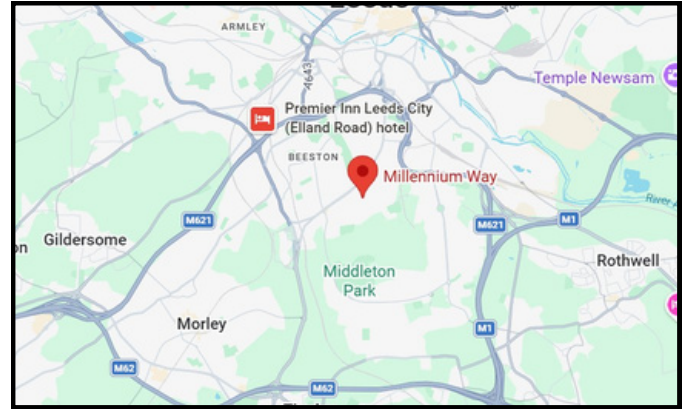 ARMLEY
4643
Temple Newsam
Premier Inn Leeds City
(Elland Road) hotel
BEESTON
Millennium Way
M621
M621
M1
River
Gildersome
Rothwell
Middleton
Park
Morley
M1
M62
M62